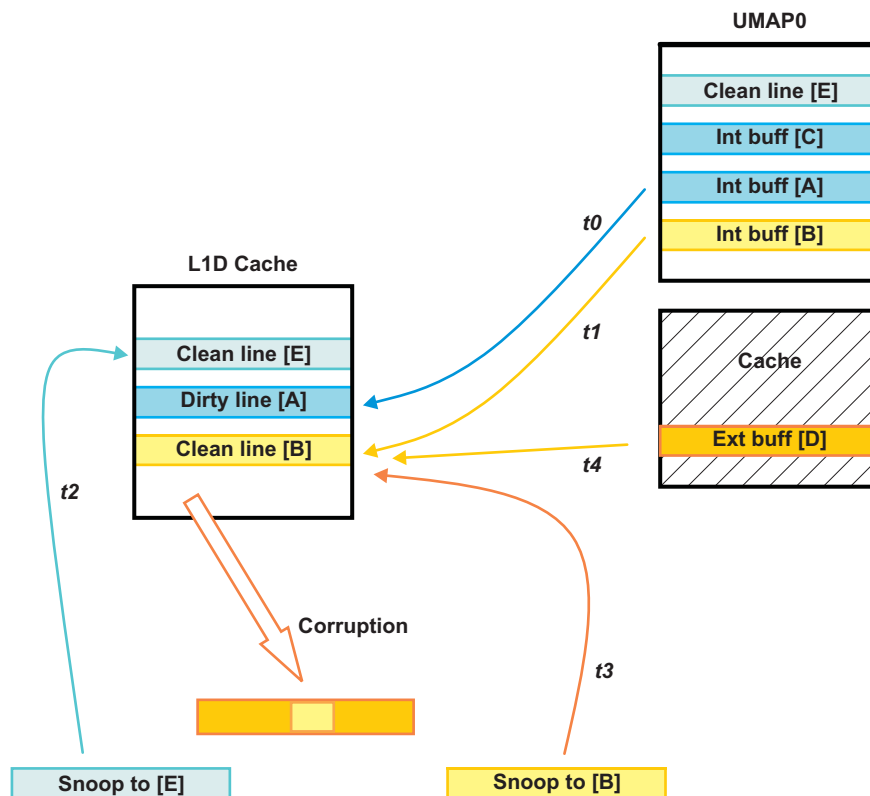 UMAP0
Clean line [E]
Int buff [C]
Int buff [A]
Int buff [B]
t0
L1D Cache
t1
Clean line [E]
Cache
Dirty line [A]
Clean line [B]
Ext buff [D]
t4
t2
Corruption
t3
Snoop to [E]
Snoop to [B]